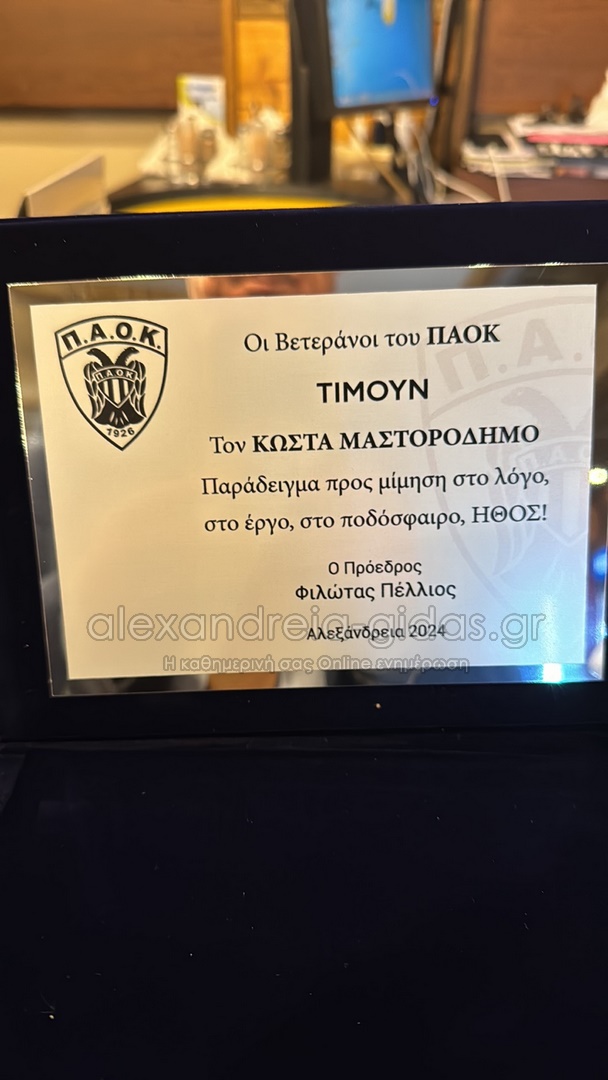 Π.Α.Ο.Κ.
ΠΑΟΚ
1926
Οι Βετεράνοι του ΠΑΟΚ
ΤΙΜΟΥΝ
Τον ΚΩΣΤΑ ΜΑΣΤΟΡΟΔΗΜΟ
Παράδειγμα προς μίμηση στο λόγο,
στο έργο, στο ποδόσφαιρο, ΗΘΟΣ!
Ο Πρόεδρος
Φιλώτας Πέλλιος
alexandreia-gidas.gr
Αλεξάνδρεια 2024
Η καθημερινή σας Online ενημέρωση
Π.Α.Ο.